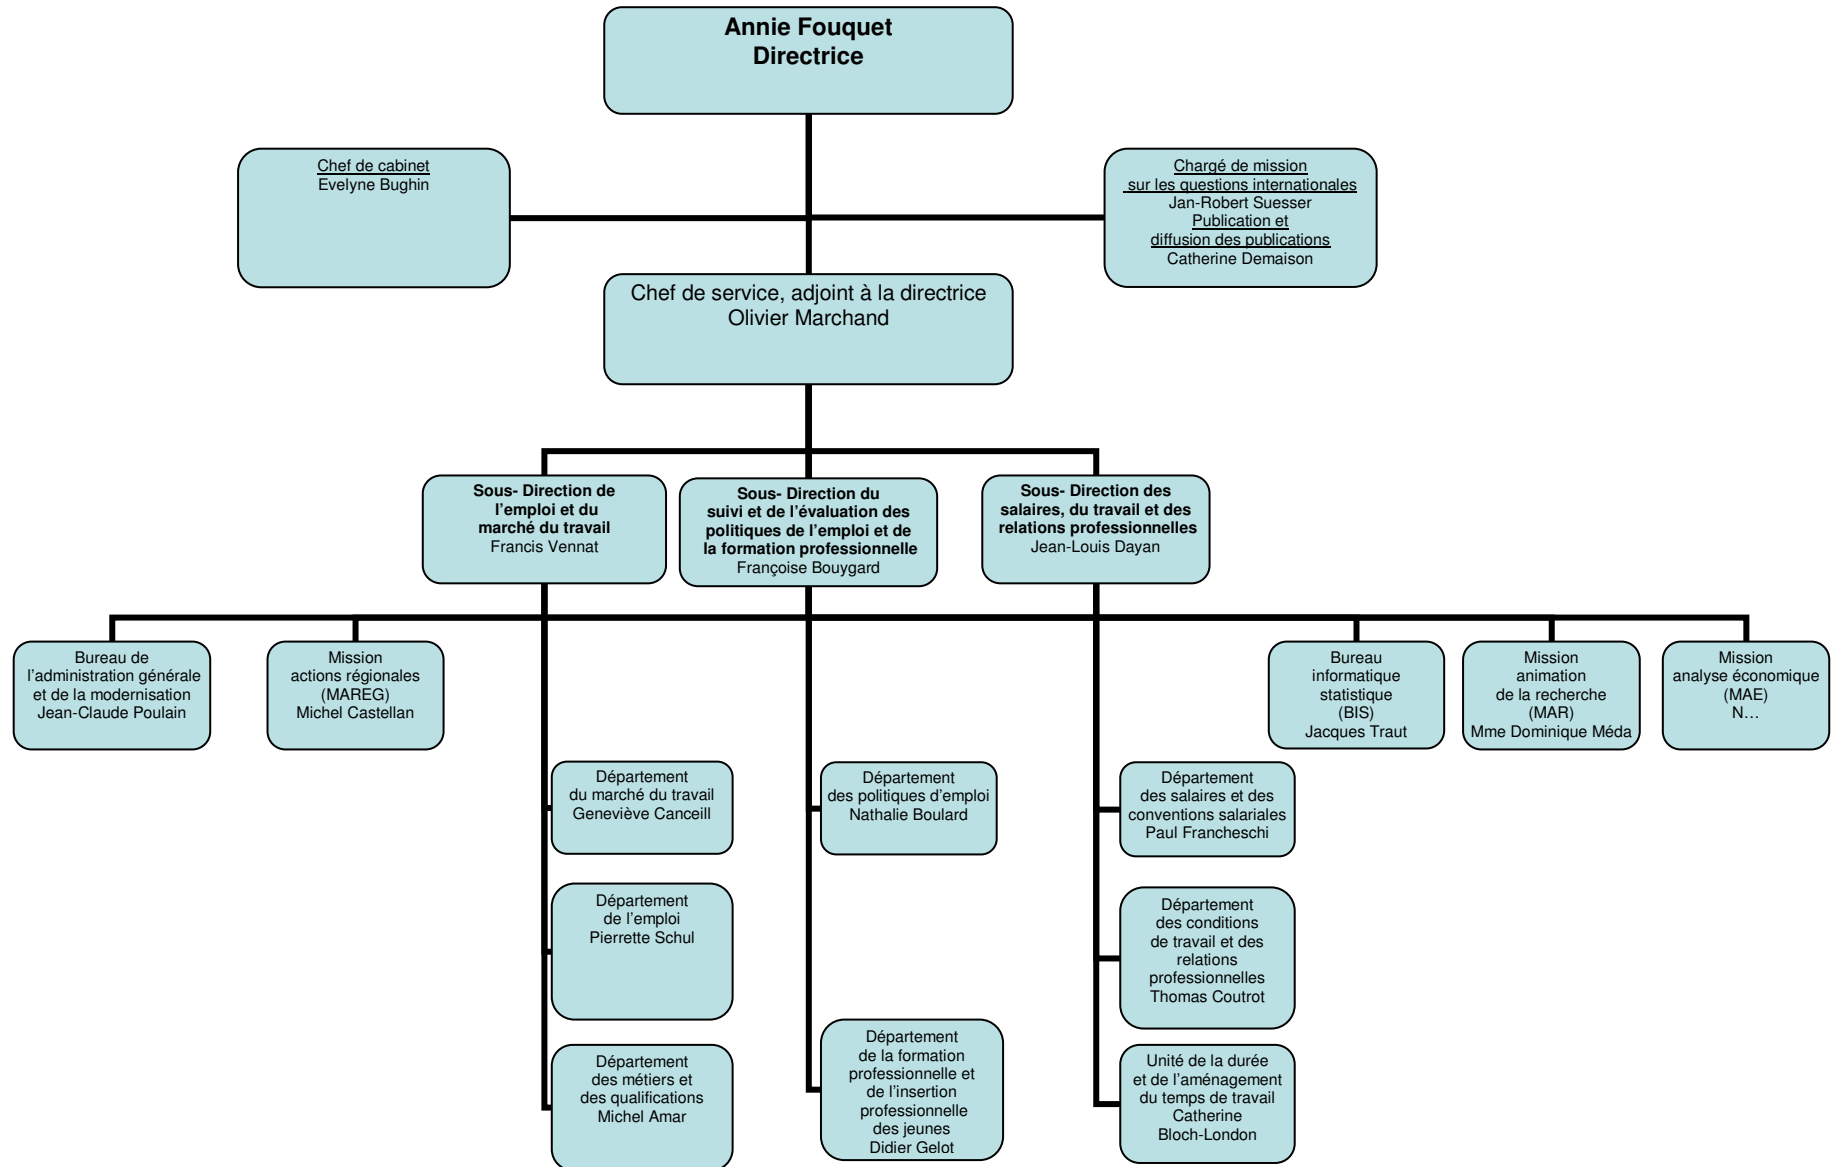 Annie Fouquet
Directrice
Chef de cabinet
Evelyne Bughin
Chargé de mission
sur les questions internationales
Jan-Robert Suesser
Publication et
diffusion des publications
Catherine Demaison
Chef de service, adjoint à la directrice
Olivier Marchand
Sous- Direction de
l’emploi et du
marché du travail
Francis Vennat
Sous- Direction du
suivi et de l’évaluation des
politiques de l’emploi et de
la formation professionnelle
Françoise Bouygard
Sous- Direction des
salaires, du travail et des
relations professionnelles
Jean-Louis Dayan
Bureau de
l’administration générale
et de la modernisation
Jean-Claude Poulain
Mission
actions régionales
(MAREG)
Michel Castellan
Bureau
informatique
statistique
(BIS)
Jacques Traut
Mission
animation
de la recherche
(MAR)
Mme Dominique Méda
Mission
analyse économique
(MAE)
N…
Département
du marché du travail
Geneviève Canceill
Département
des politiques d’emploi
Nathalie Boulard
Département
des salaires et des
conventions salariales
Paul Francheschi
Département
de l’emploi
Pierrette Schul
Département
des conditions
de travail et des
relations
professionnelles
Thomas Coutrot
Département
des métiers et
des qualifications
Michel Amar
Département
de la formation
professionnelle et
de l’insertion
professionnelle
des jeunes
Didier Gelot
Unité de la durée
et de l’aménagement
du temps de travail
Catherine
Bloch-London